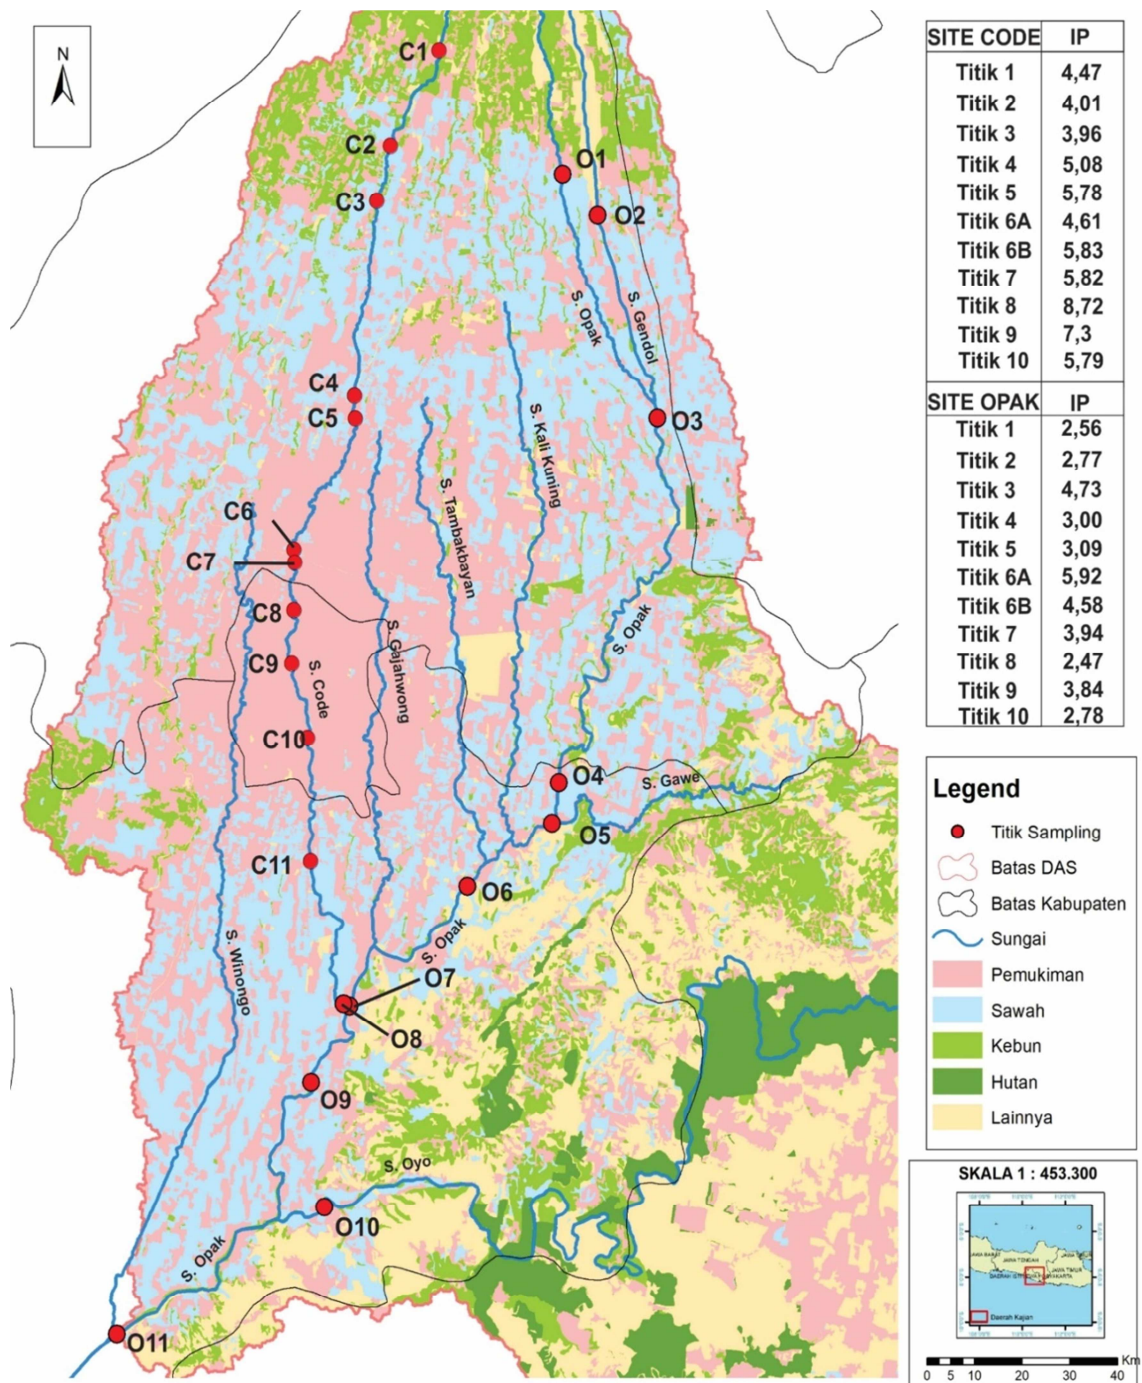 N
C1
C2
C3
O1
O2
S. Opak
S. Gendol
C4
C5
O3
S. Kali Kuning
S. Tambakbayan
C6
C7
C8
C9
S. Code
S. Gajahwong
S. Opak
C10
O4
S. Gawe
O5
C11
O6
S. Opak
S. Winongo
O7
O8
O9
S. Oyo
O10
S. Opak
O11
SITE CODE IP
Titik 1 4,47
Titik 2 4,01
Titik 3 3,96
Titik 4 5,08
Titik 5 5,78
Titik 6A 4,61
Titik 6B 5,83
Titik 7 5,82
Titik 8 8,72
Titik 9 7,3
Titik 10 5,79
SITE OPAK IP
Titik 1 2,56
Titik 2 2,77
Titik 3 4,73
Titik 4 3,00
Titik 5 3,09
Titik 6A 5,92
Titik 6B 4,58
Titik 7 3,94
Titik 8 2,47
Titik 9 3,84
Titik 10 2,78
Legend
Titik Sampling
Batas DAS
Batas Kabupaten
Sungai
Pemukiman
Sawah
Kebun
Hutan
Lainnya
SKALA 1 : 453.300
JAWA BARAT
JAWA TENGAH
JAWA TIMUR
Daerah Kajian
0 5 10 20 30 40 Km